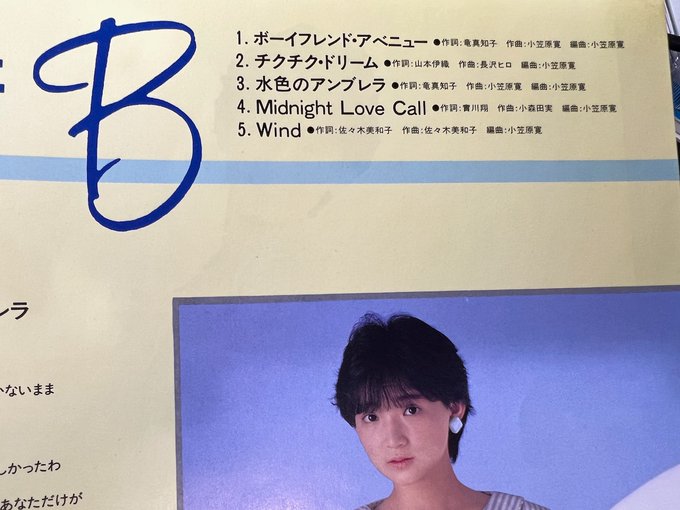 B
1. ボーイフレンド・アベニュー ●作詞:竜真知子 作曲:小笠原寛 編曲:小笠原寛
2. チクチク・ドリーム ●作詞:山本伊織 作曲:長沢ヒロ 編曲:小笠原寛
3. 水色のアンブレラ ●作詞:竜真知子 作曲:小笠原寛 編曲:小笠原寛
4. Midnight Love Call ●作詞:實川翔 作曲:小森田実 編曲:小笠原寛
5. Wind ●作詞:佐々木美和子 作曲:佐々木美和子 編曲:小笠原寛
レラ
かないまま
しかったわ
あなただけが